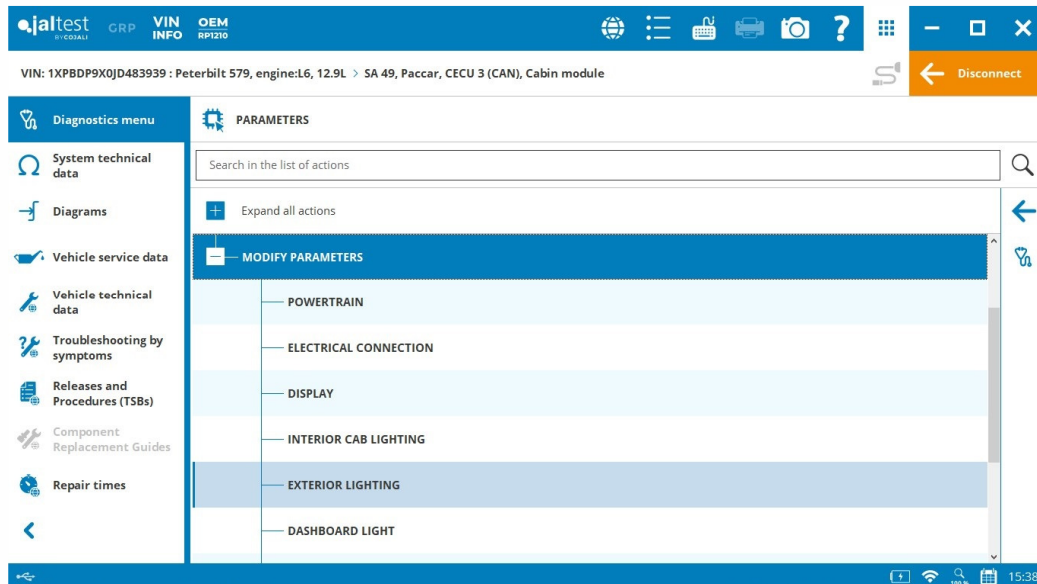 jaltest
BY COJALI
GRP
VIN
INFO
OEM
RP1210
?
VIN: 1XPBDP9X0JD483939 : Peterbilt 579, engine:L6, 12.9L > SA 49, Paccar, CECU 3 (CAN), Cabin module
Disconnect
Diagnostics menu
PARAMETERS
System technical
data
Search in the list of actions
Diagrams
Expand all actions
Vehicle service data
MODIFY PARAMETERS
Vehicle technical
data
POWERTRAIN
Troubleshooting by
symptoms
ELECTRICAL CONNECTION
Releases and
Procedures (TSBs)
DISPLAY
Component
Replacement Guides
INTERIOR CAB LIGHTING
Repair times
EXTERIOR LIGHTING
DASHBOARD LIGHT
100 %
15:38